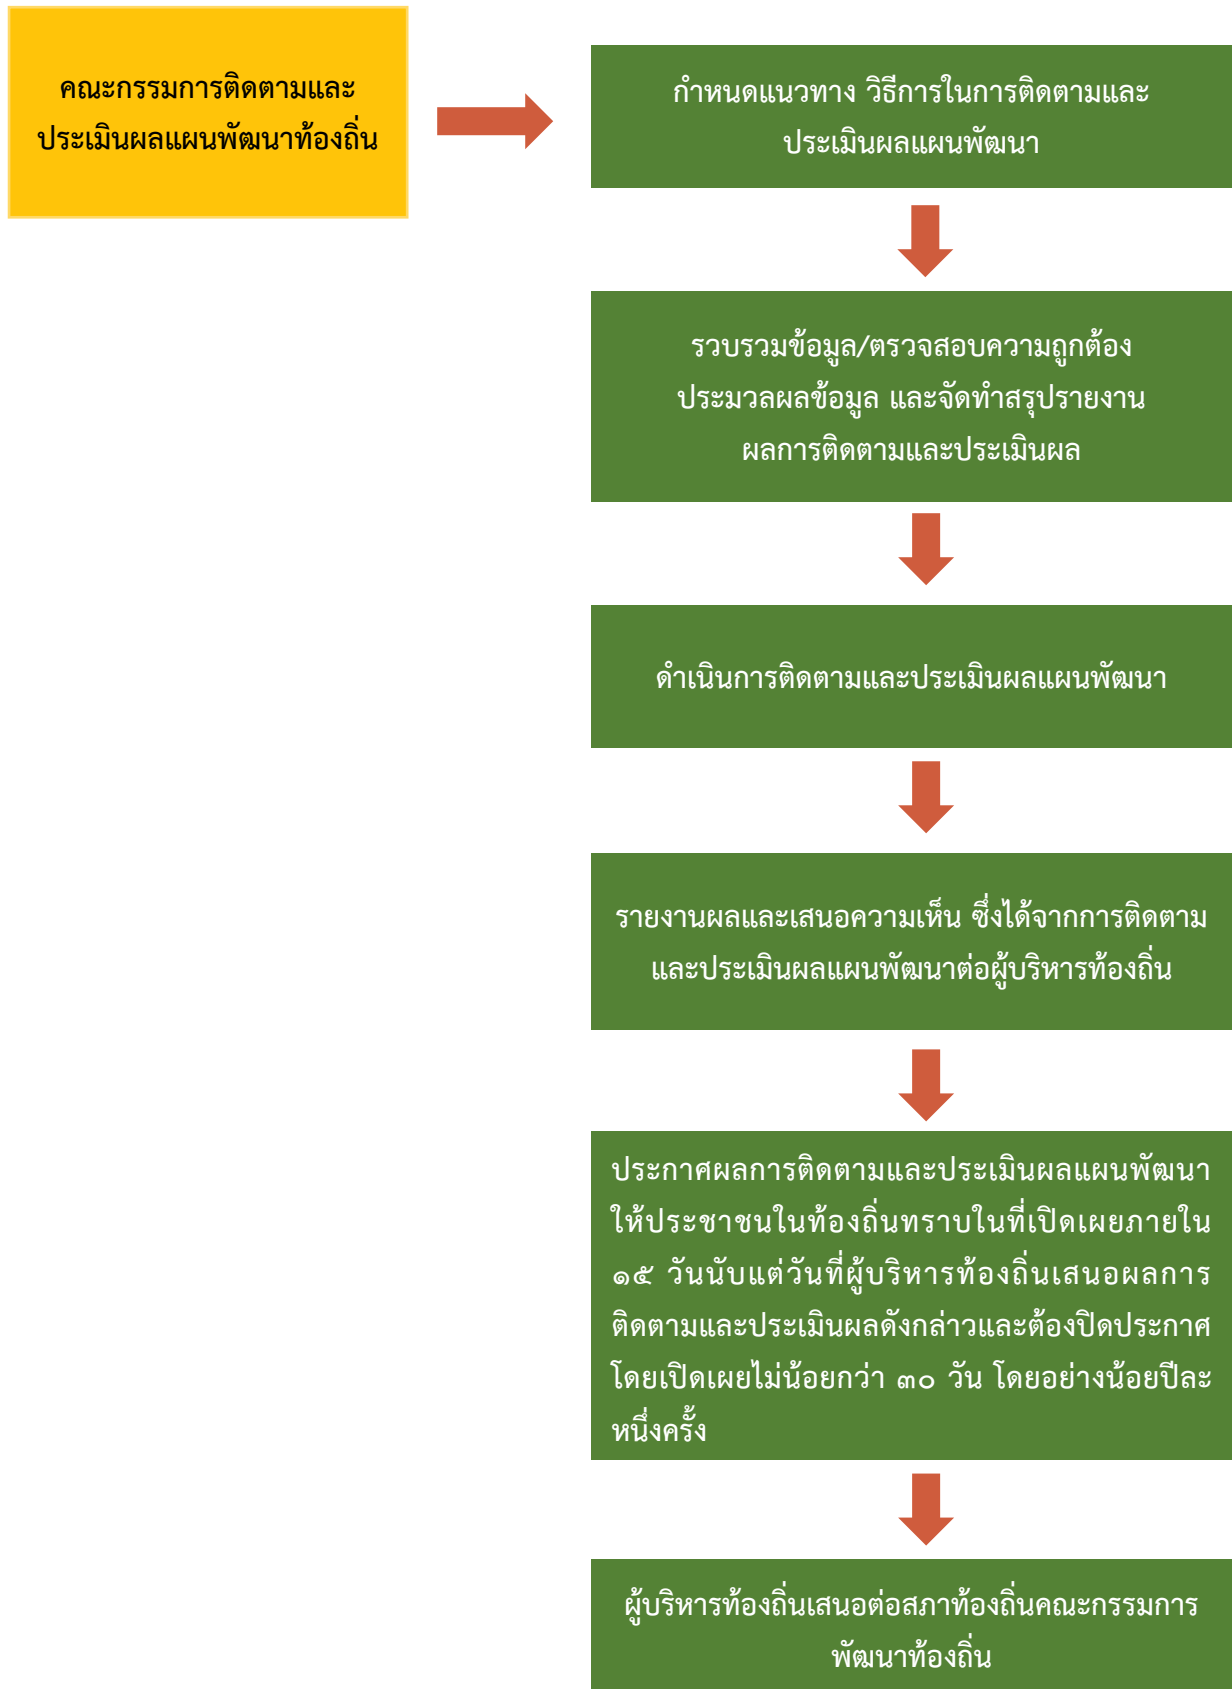 คณะกรรมการติดตามและ
ประเมินผลแผนพัฒนาท้องถิ่น
กำหนดแนวทาง วิธีการในการติดตามและ
ประเมินผลแผนพัฒนา
รวบรวมข้อมูล/ตรวจสอบความถูกต้อง
ประมวลผลข้อมูล และจัดทำสรุปรายงาน
ผลการติดตามและประเมินผล
ดำเนินการติดตามและประเมินผลแผนพัฒนา
รายงานผลและเสนอความเห็น ซึ่งได้จากการติดตาม
และประเมินผลแผนพัฒนาต่อผู้บริหารท้องถิ่น
ประกาศผลการติดตามและประเมินผลแผนพัฒนา
ให้ประชาชนในท้องถิ่นทราบในที่เปิดเผยภายใน
๑๕ วันนับแต่วันที่ผู้บริหารท้องถิ่นเสนอผลการ
ติดตามและประเมินผลดังกล่าวและต้องปิดประกาศ
โดยเปิดเผยไม่น้อยกว่า ๓๐ วัน โดยอย่างน้อยปีละ
หนึ่งครั้ง
ผู้บริหารท้องถิ่นเสนอต่อสภาท้องถิ่นคณะกรรมการ
พัฒนาท้องถิ่น